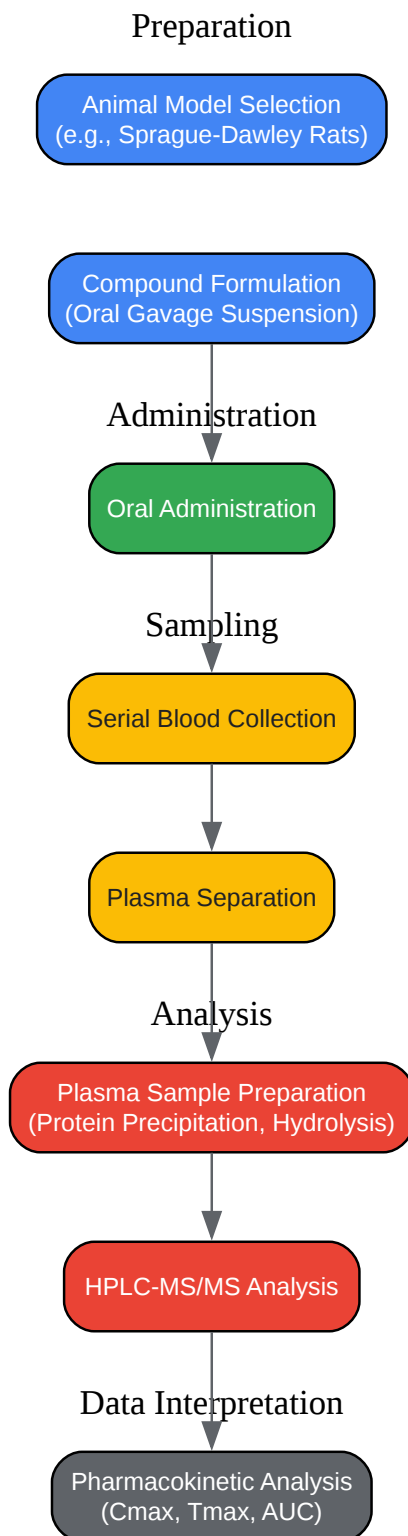 Preparation
Animal Model Selection
(e.g., Sprague-Dawley Rats)
Compound Formulation
(Oral Gavage Suspension)
Administration
Oral Administration
Sampling
Serial Blood Collection
Plasma Separation
Analysis
Plasma Sample Preparation
(Protein Precipitation, Hydrolysis)
HPLC-MS/MS Analysis
Data Interpretation
Pharmacokinetic Analysis
(Cmax, Tmax, AUC)